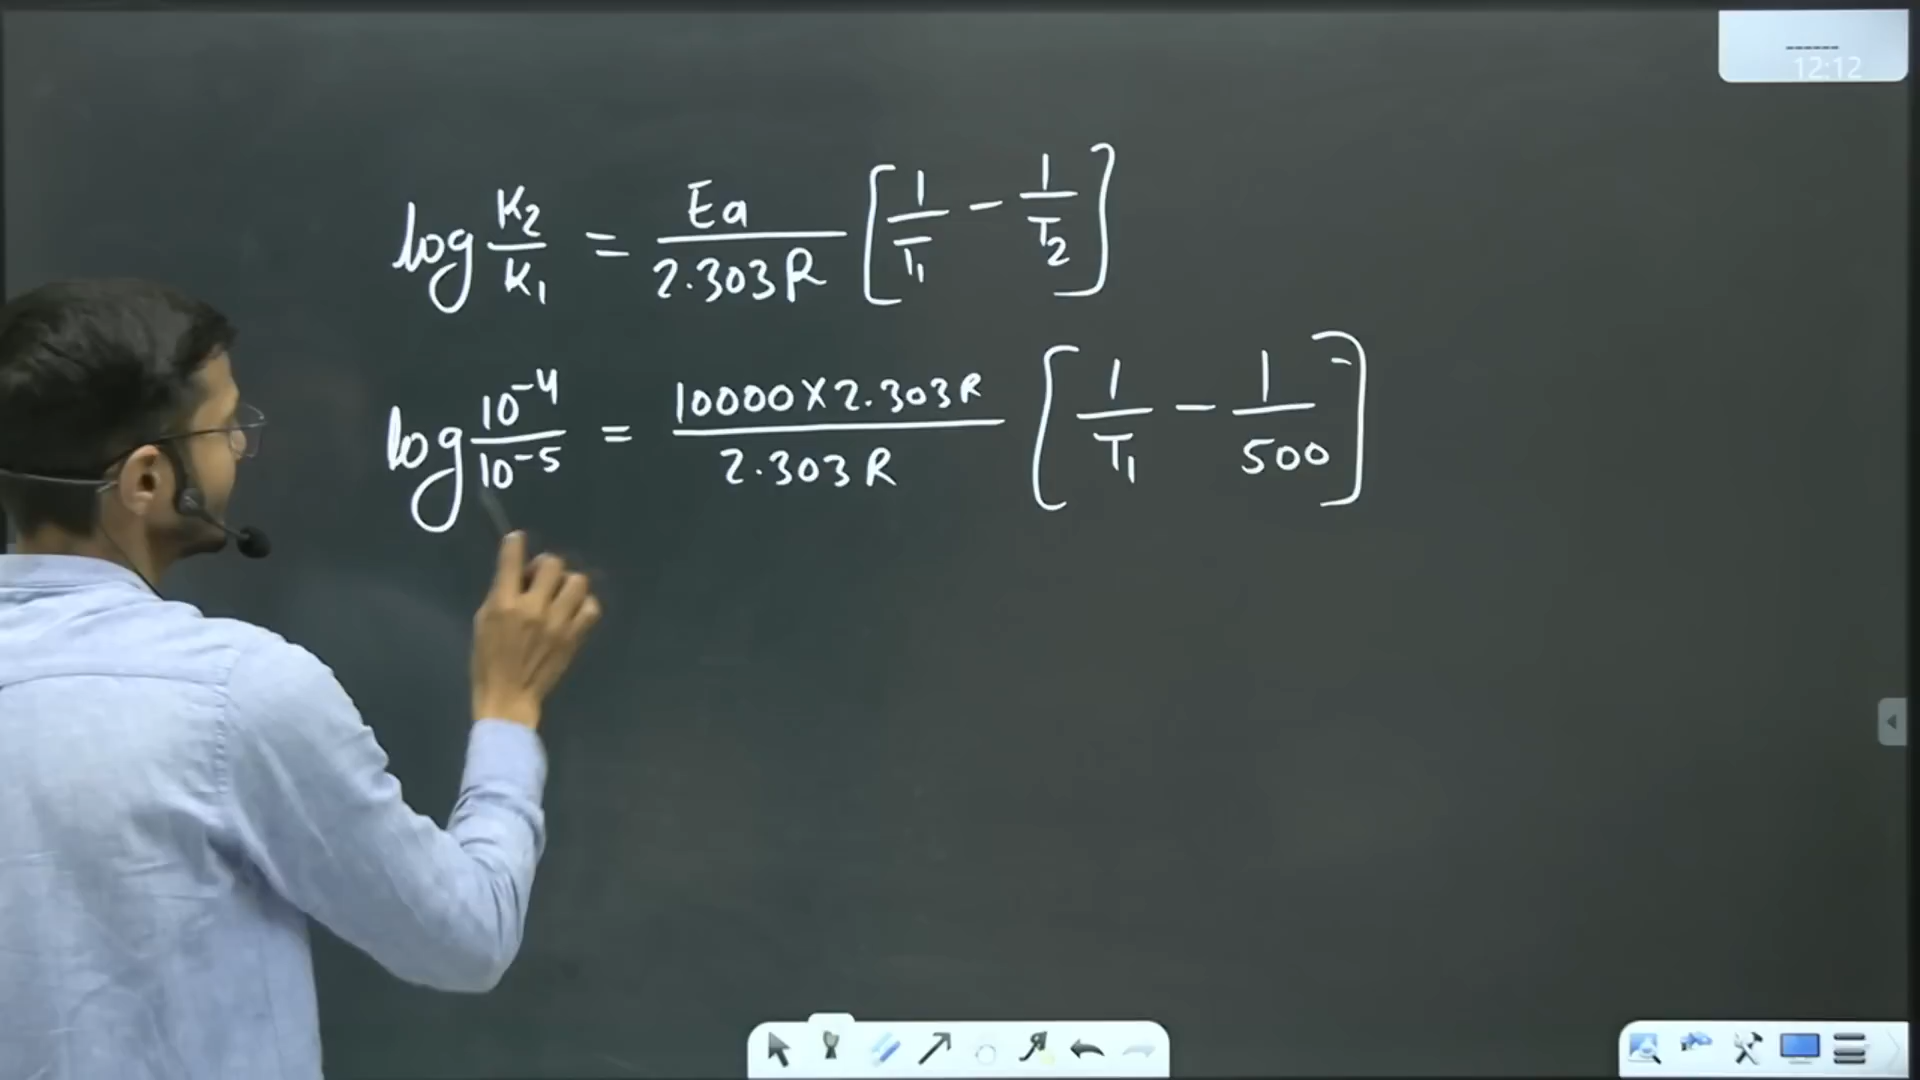 12:12
log K2/K1 = Ea/2.303R [1/T1 - 1/T2]
log 10^-4/10^-5 = 10000×2.303R/2.303R [1/T1 - 1/500]